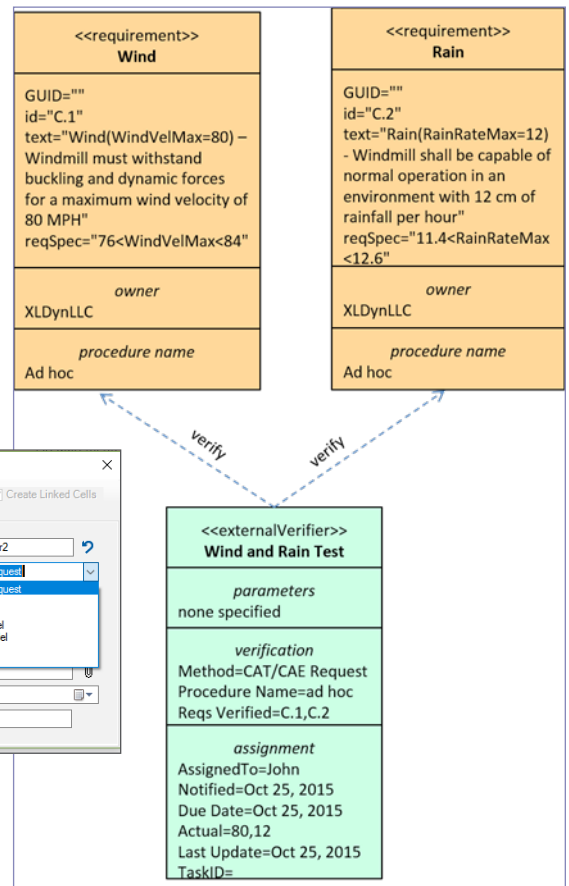 <<requirement>>
Wind
GUID=""
id="C.1"
text="Wind(WindVelMax=80) –
Windmill must withstand
buckling and dynamic forces
for a maximum wind velocity of
80 MPH"
reqSpec="76<WindVelMax<84"
owner
XLDynLLC
procedure name
Ad hoc
<<requirement>>
Rain
GUID=""
id="C.2"
text="Rain(RainRateMax=12)
- Windmill shall be capable of
normal operation in an
environment with 12 cm of
rainfall per hour"
reqSpec="11.4<RainRateMax
<12.6"
owner
XLDynLLC
procedure name
Ad hoc
verify
verify
Create Linked Cells
r2
quest
quest
el
el
<<externalVerifier>>
Wind and Rain Test
parameters
none specified
verification
Method=CAT/CAE Request
Procedure Name=ad hoc
Reqs Verified=C.1,C.2
assignment
AssignedTo=John
Notified=Oct 25, 2015
Due Date=Oct 25, 2015
Actual=80,12
Last Update=Oct 25, 2015
TaskID=